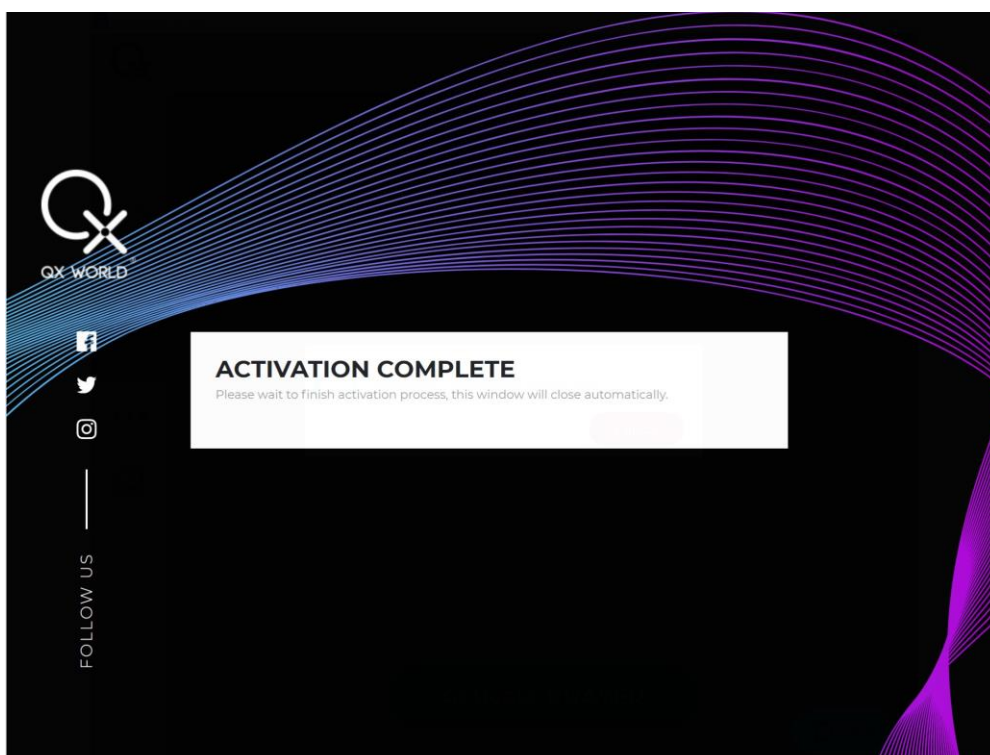 QX WORLD
ACTIVATION COMPLETE
Please wait to finish activation process, this window will close automatically.
FOLLOW US